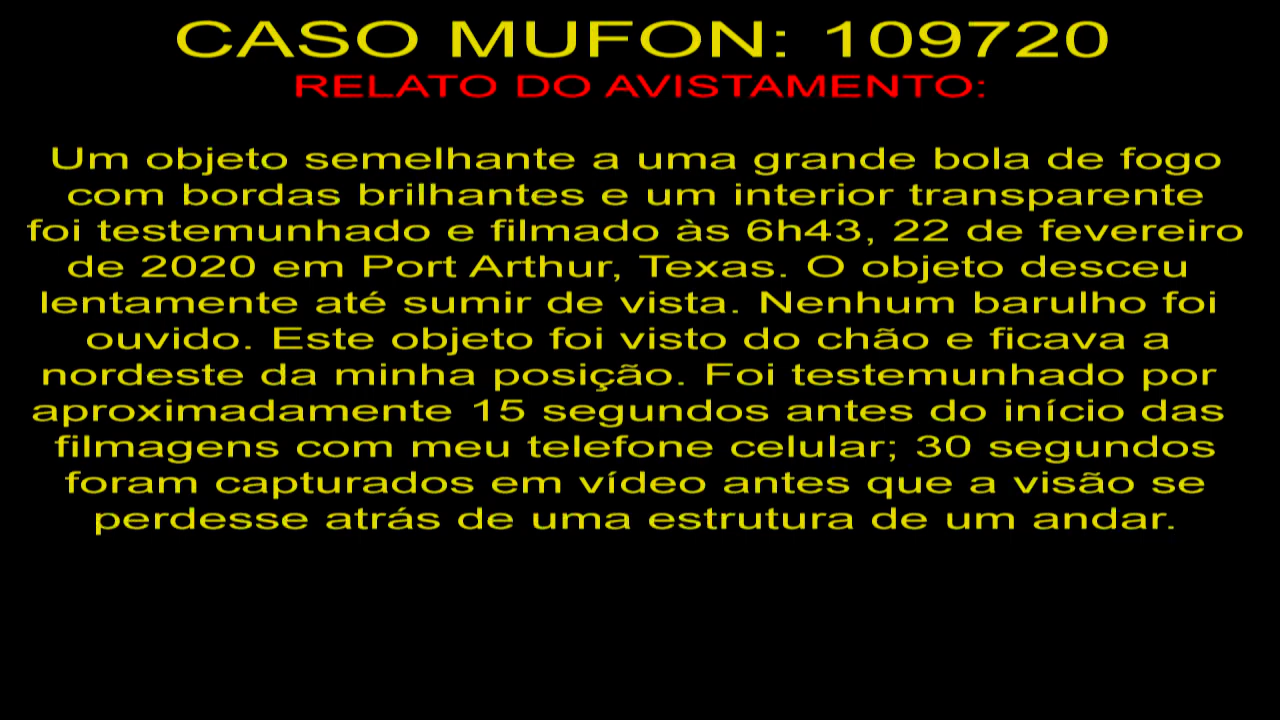 CASO MUFON: 109720
RELATO DO AVISTAMENTO:
Um objeto semelhante a uma grande bola de fogo
com bordas brilhantes e um interior transparente
foi testemunhado e filmado às 6h43, 22 de fevereiro
de 2020 em Port Arthur, Texas. O objeto desceu
lentamente até sumir de vista. Nenhum barulho foi
ouvido. Este objeto foi visto do chão e ficava a
nordeste da minha posição. Foi testemunhado por
aproximadamente 15 segundos antes do início das
filmagens com meu telefone celular; 30 segundos
foram capturados em vídeo antes que a visão se
perdesse atrás de uma estrutura de um andar.